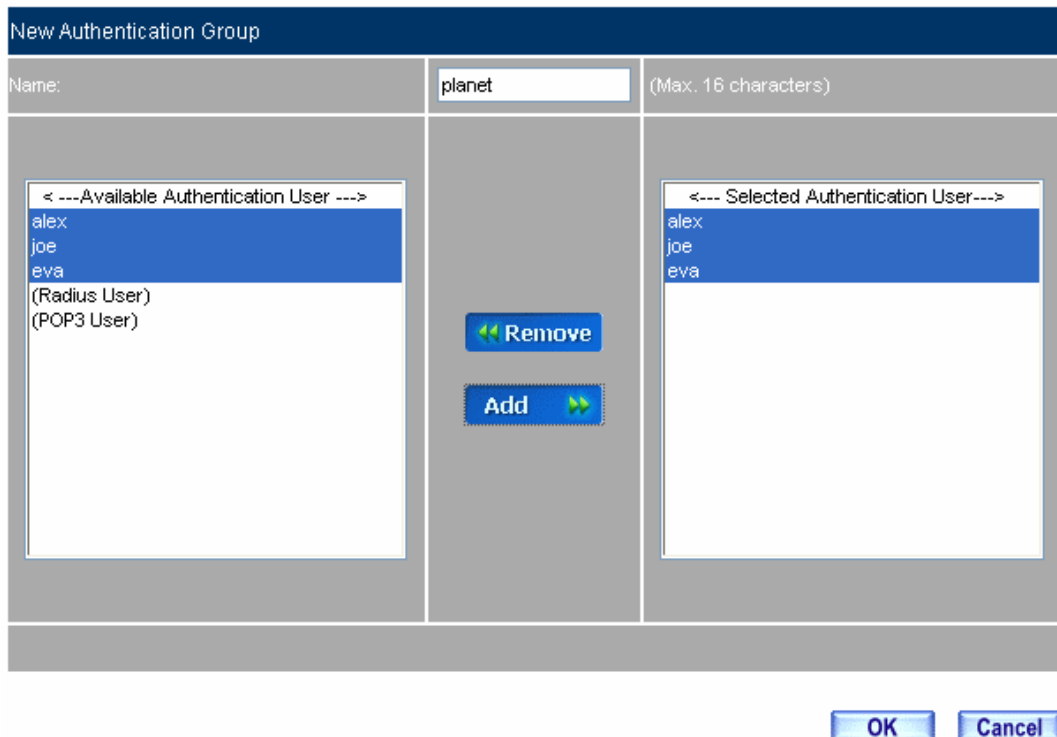 New Authentication Group
Name:
planet
(Max. 16 characters)
< ---Available Authentication User --->
alex
joe
eva
(Radius User)
(POP3 User)
Remove
Add
<--- Selected Authentication User--->
alex
joe
eva
OK
Cancel